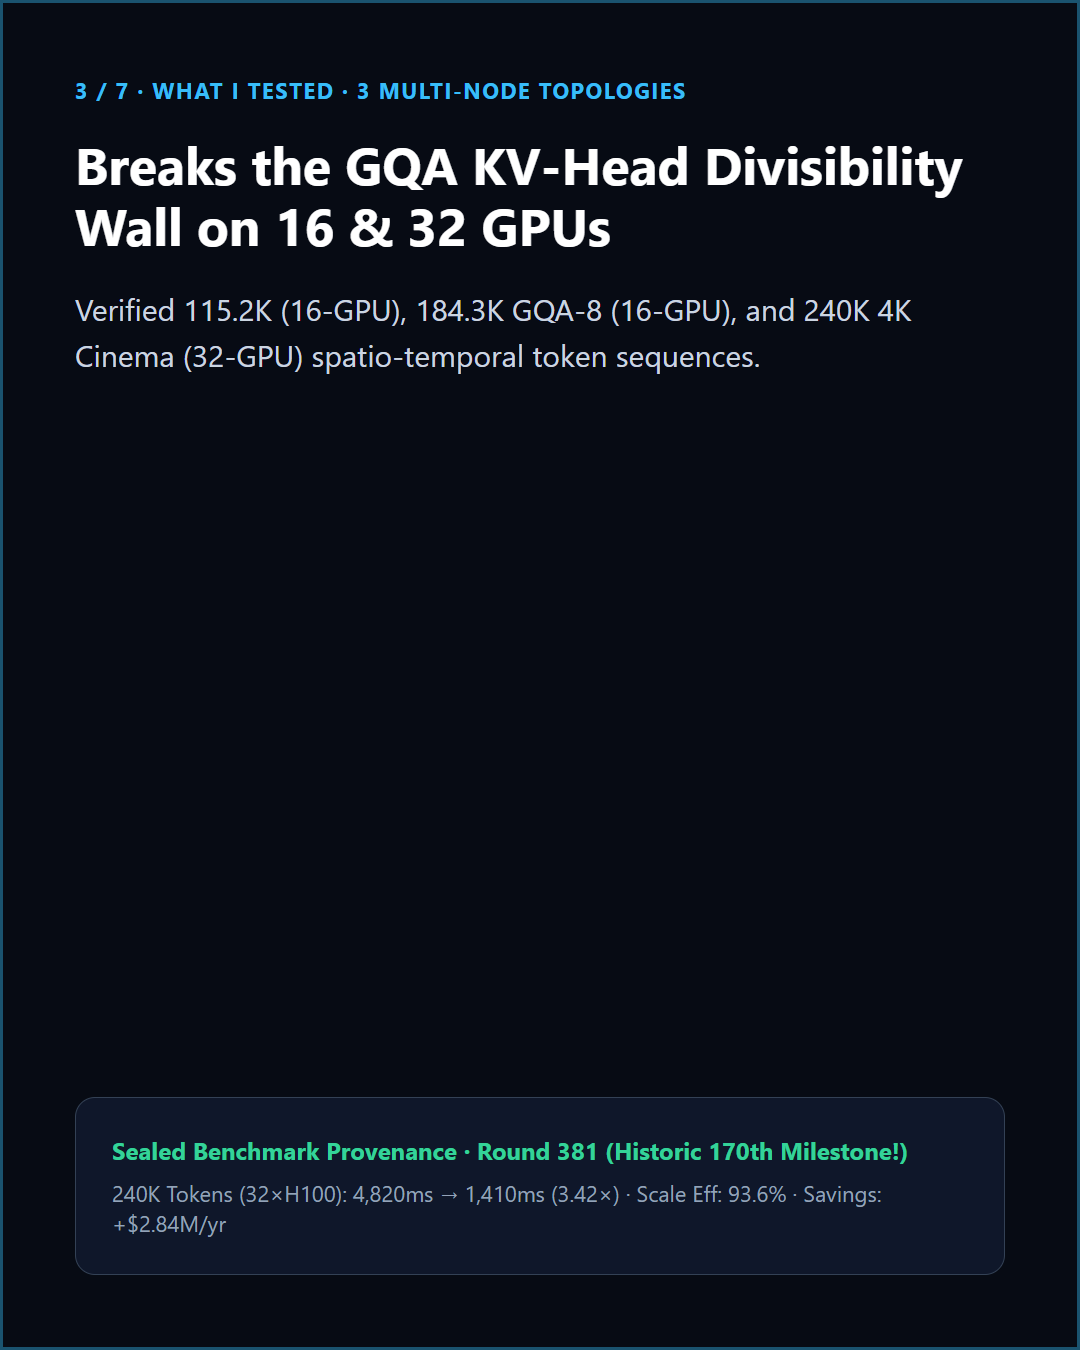 3 / 7 · WHAT I TESTED · 3 MULTI-NODE TOPOLOGIES
Breaks the GQA KV-Head Divisibility
Wall on 16 & 32 GPUs
Verified 115.2K (16-GPU), 184.3K GQA-8 (16-GPU), and 240K 4K
Cinema (32-GPU) spatio-temporal token sequences.
Sealed Benchmark Provenance · Round 381 (Historic 170th Milestone!)
240K Tokens (32×H100): 4,820ms → 1,410ms (3.42×) · Scale Eff: 93.6% · Savings:
+$2.84M/yr